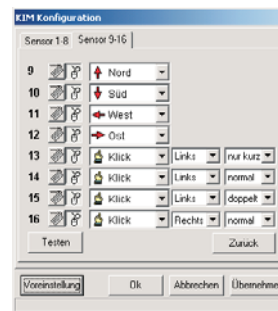 KIM Konfiguration
Sensor 1-8 Sensor 9-16
9 Nord
10 Süd
11 West
12 Ost
13 Klick Links nur kurz
14 Klick Links normal
15 Klick Links doppelt
16 Klick Rechts normal
Testen Zurück
Voreinstellung Ok Abbrechen Übernehme